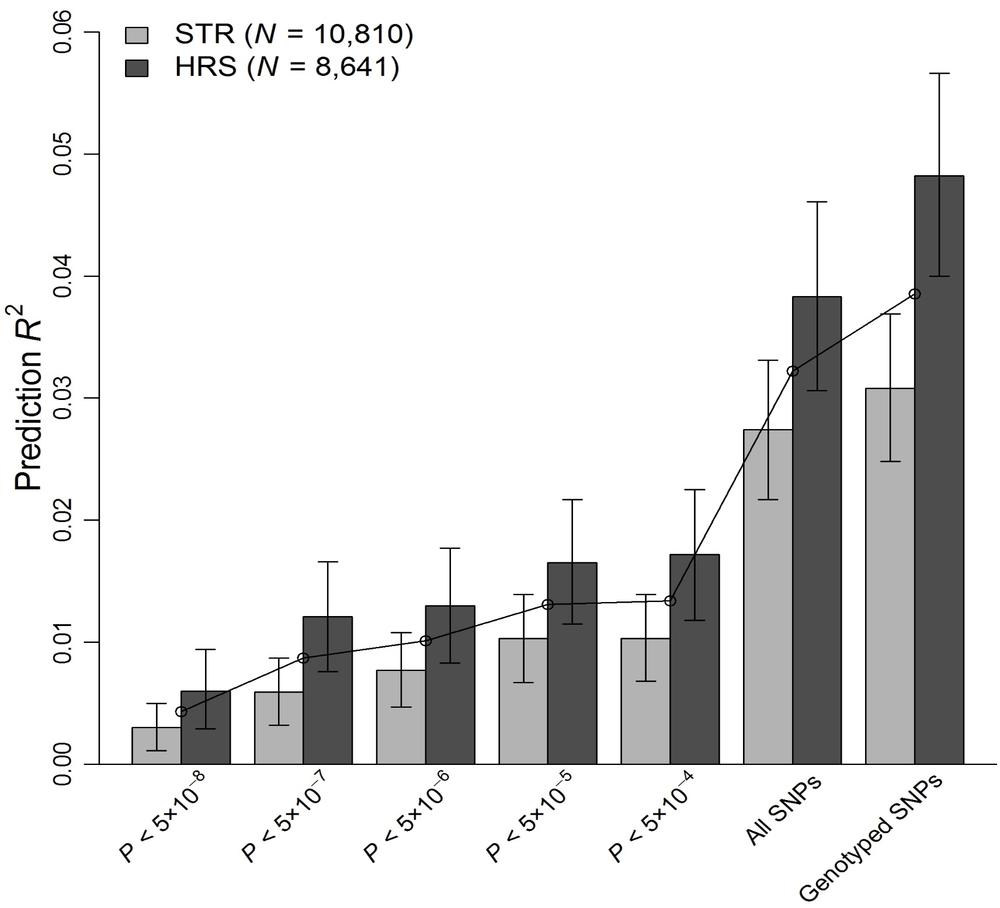 STR (N = 10,810)
HRS (N = 8,641)
Prediction R²
0.06
0.05
0.04
0.03
0.02
0.01
0.00
P < 5×10⁻⁸
P < 5×10⁻⁷
P < 5×10⁻⁶
P < 5×10⁻⁵
P < 5×10⁻⁴
All SNPs
Genotyped SNPs